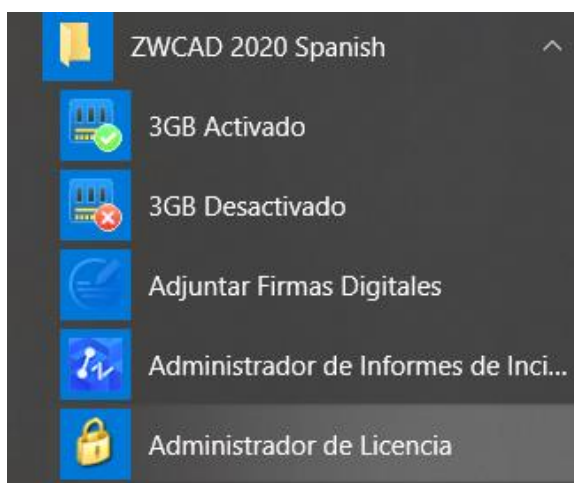 ZWCAD 2020 Spanish
3GB Activado
3GB Desactivado
Adjuntar Firmas Digitales
Administrador de Informes de Inci...
Administrador de Licencia